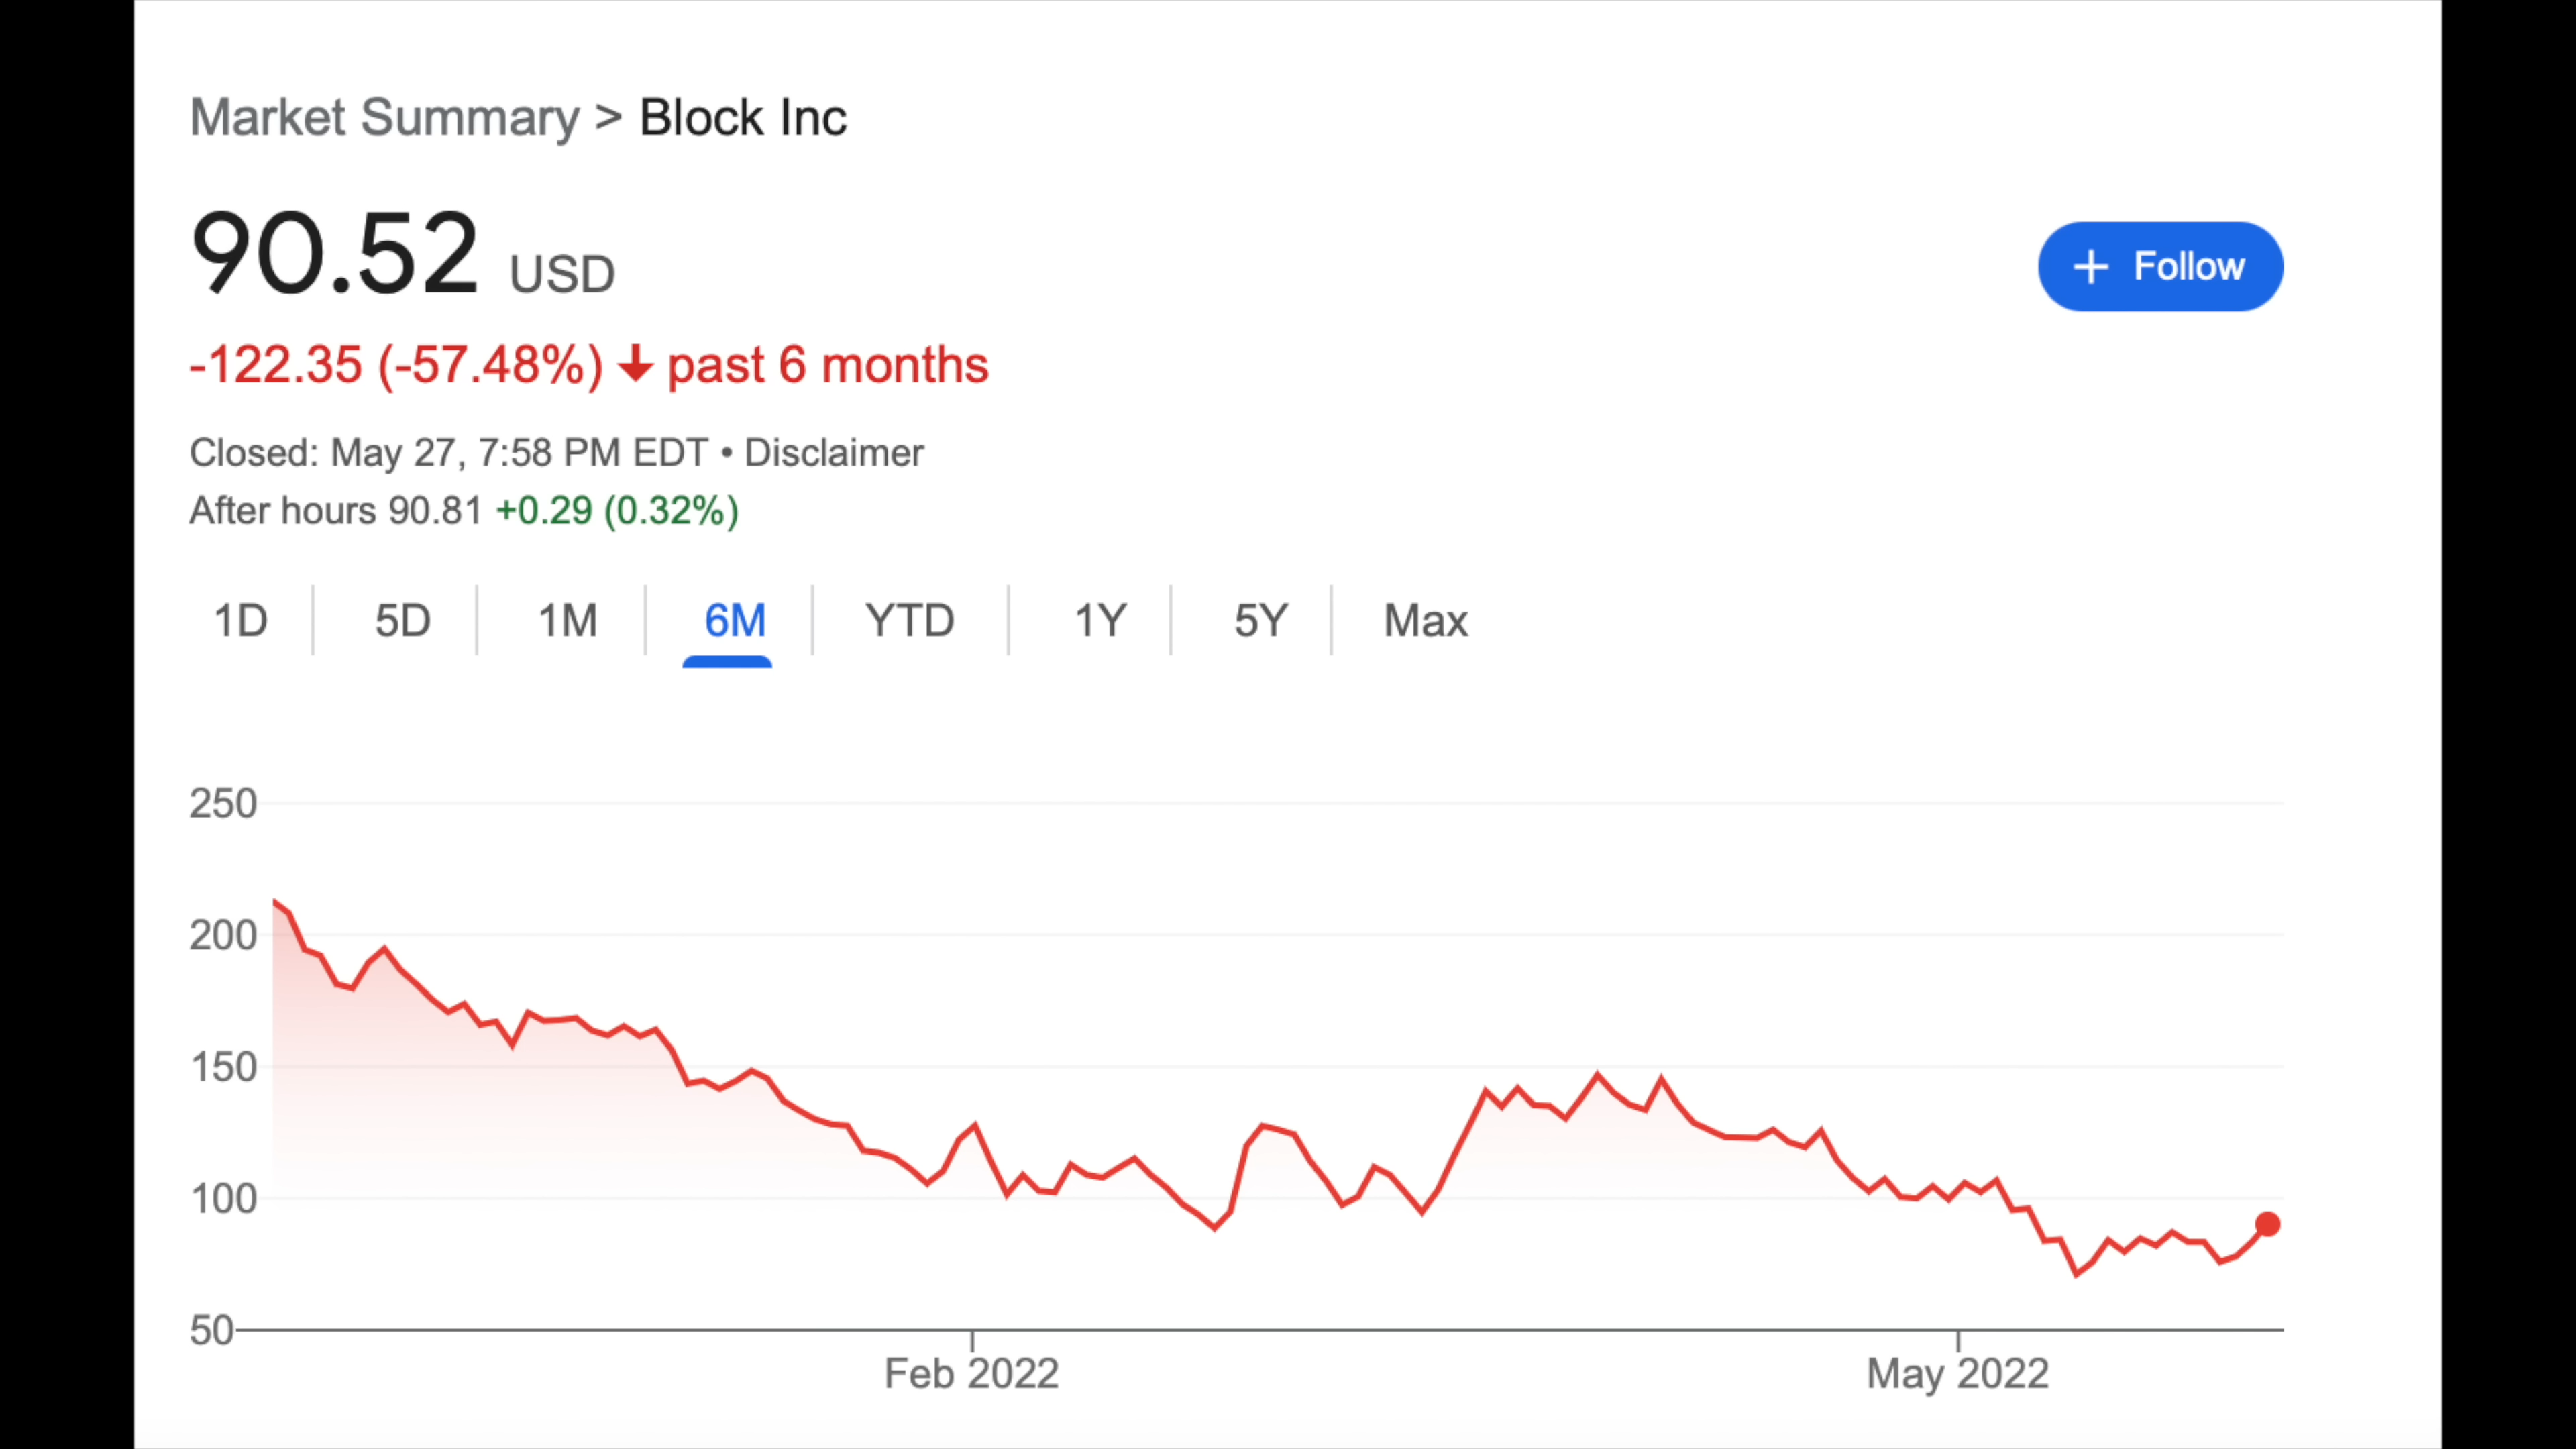 Market Summary > Block Inc
90.52 USD
+ Follow
-122.35 (-57.48%) ↓ past 6 months
Closed: May 27, 7:58 PM EDT • Disclaimer
After hours 90.81 +0.29 (0.32%)
1D 5D 1M 6M YTD 1Y 5Y Max
250
200
150
100
50
Feb 2022 May 2022